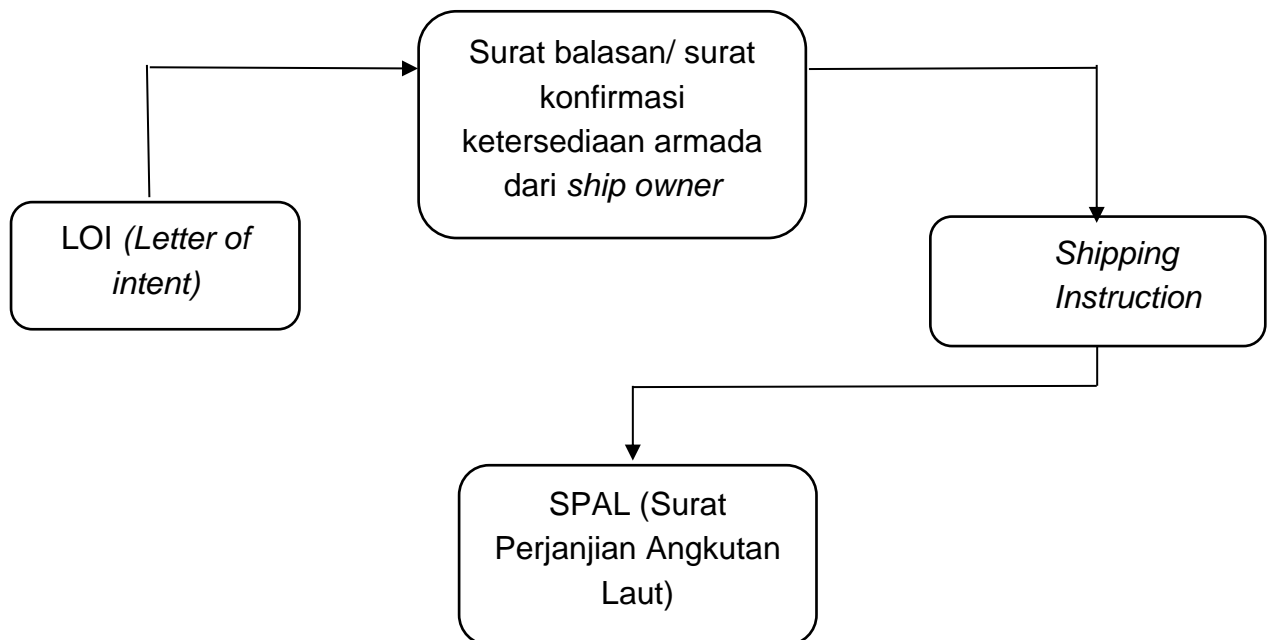 Surat balasan/ surat
konfirmasi
ketersediaan armada
dari ship owner
LOI (Letter of
intent)
Shipping
Instruction
SPAL (Surat
Perjanjian Angkutan
Laut)